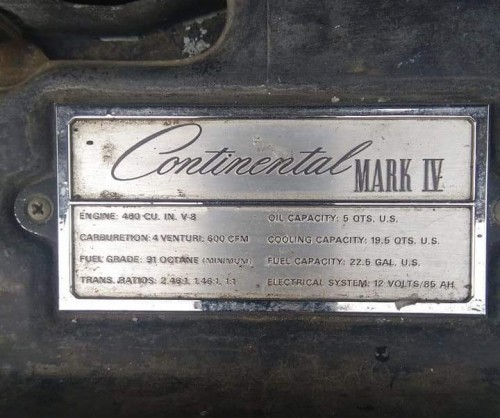 Continental MARK IV
ENGINE: 460 CU. IN. V-8
CARBURETION: 4 VENTURI: 600 CFM
FUEL GRADE: 91 OCTANE (MINIMUM)
TRANS. RATIOS: 2.46:1, 1.46:1, 1:1
OIL CAPACITY: 5 QTS. U.S.
COOLING CAPACITY: 19.5 QTS. U.S.
FUEL CAPACITY: 22.5 GAL. U.S.
ELECTRICAL SYSTEM: 12 VOLTS/85 AH